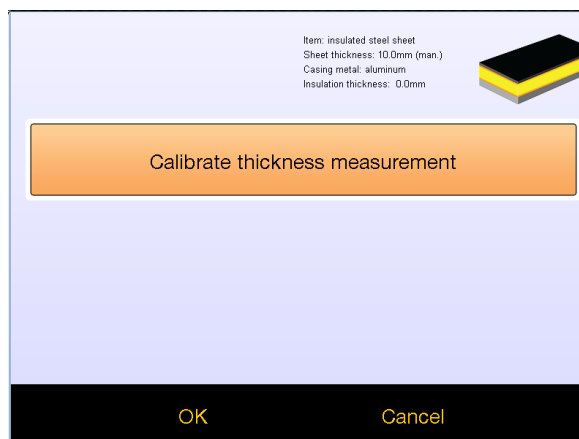 Item: insulated steel sheet
Sheet thickness: 10.0mm (man.)
Casing metal: aluminum
Insulation thickness:  0.0mm
Calibrate thickness measurement
OK
Cancel